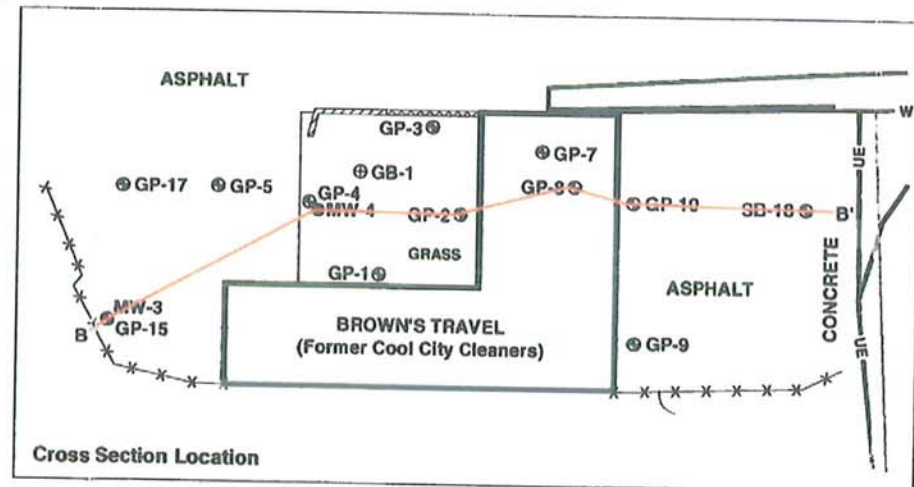 ASPHALT
W
GP-3
GP-7
UE
GB-1
GP-17
GP-5
GP-8
GP-4
MW-4
GP-2
GP-10
SB-18
B'
GRASS
GP-1
ASPHALT
CONCRETE
MW-3
B
GP-15
BROWN'S TRAVEL
(Former Cool City Cleaners)
GP-9
UE
Cross Section Location